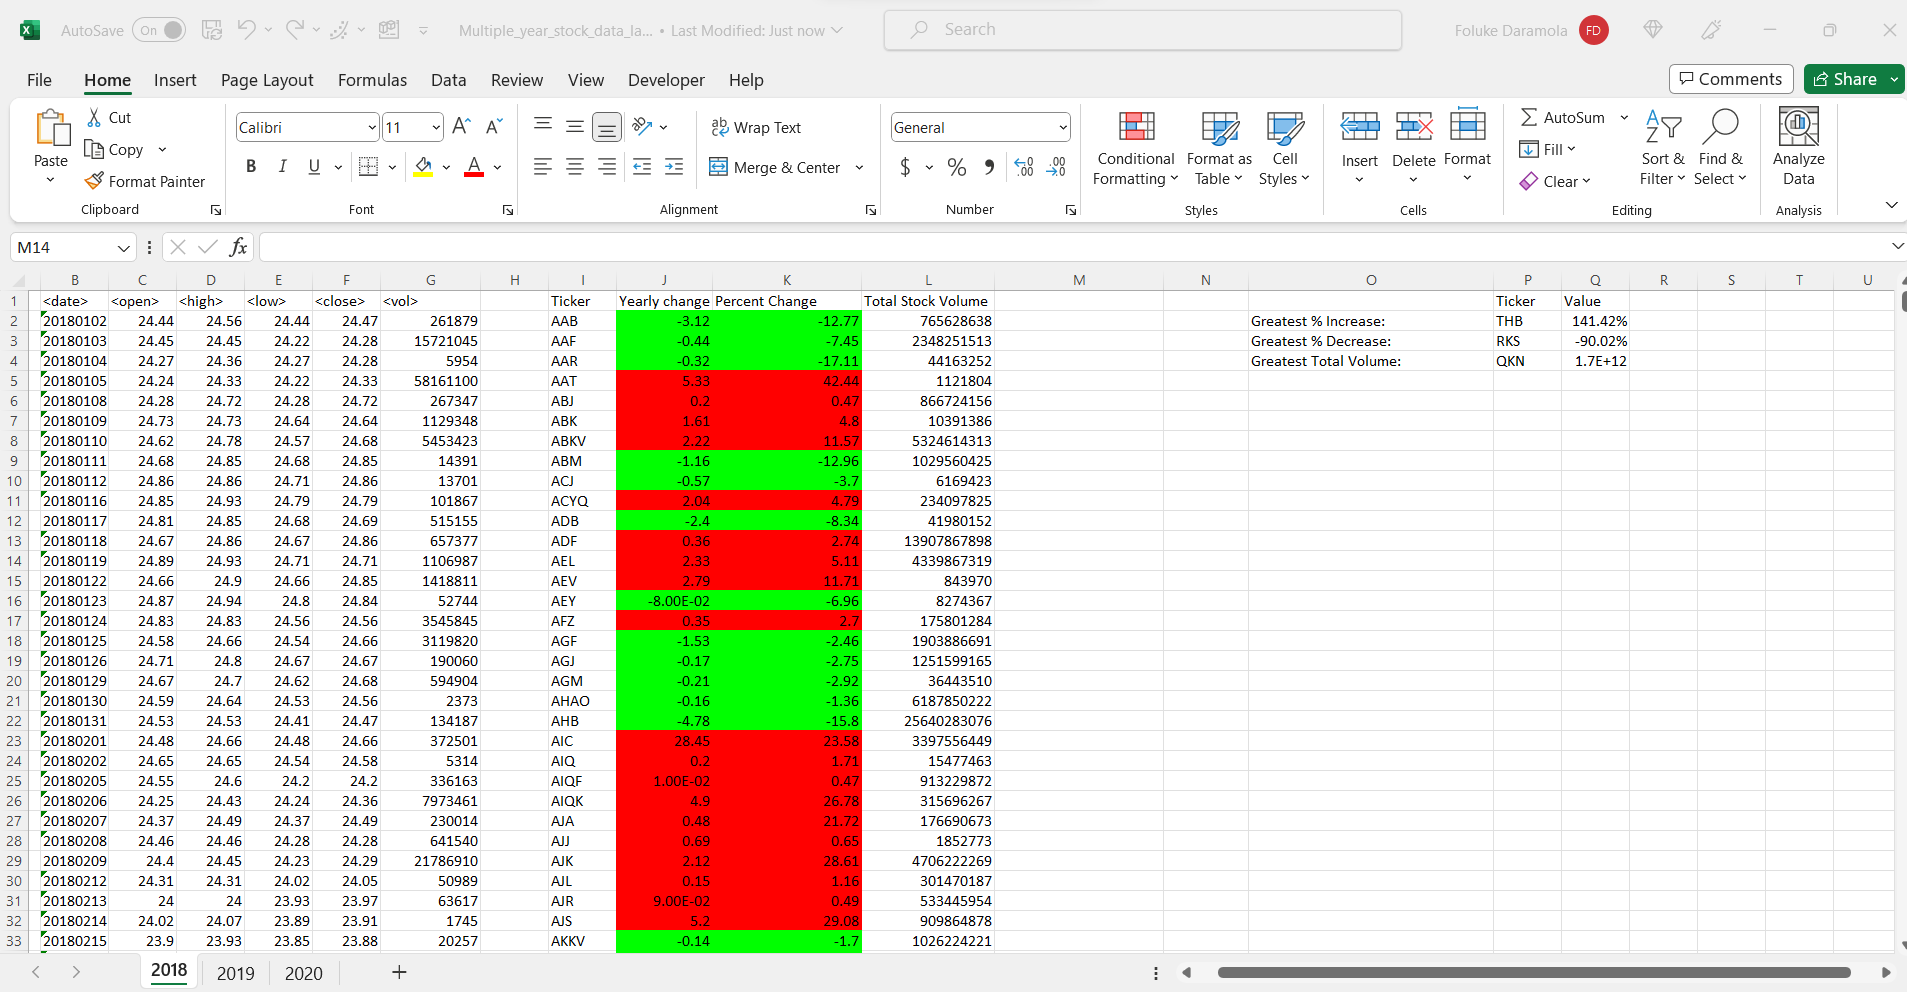 AutoSave On Multiple_year_stock_data_la... • Last Modified: Just now Search Foluke Daramola FD
File Home Insert Page Layout Formulas Data Review View Developer Help Comments Share
Paste Cut Copy Format Painter Clipboard
Calibri 11 B I U A Font
Wrap Text Merge & Center Alignment
General $ % Number
Conditional Formatting Format as Table Cell Styles Styles
Insert Delete Format Cells
AutoSum Fill Clear Sort & Filter Find & Select Editing
Analyze Data Analysis
M14 fx
B C D E F G H I J K L M N O P Q R S T U
1 <date> <open> <high> <low> <close> <vol> Ticker Yearly change Percent Change Total Stock Volume Ticker Value
2 20180102 24.44 24.56 24.44 24.47 261879 AAB -3.12 -12.77 765628638 Greatest % Increase: THB 141.42%
3 20180103 24.45 24.45 24.22 24.28 15721045 AAF -0.44 -7.45 2348251513 Greatest % Decrease: RKS -90.02%
4 20180104 24.27 24.36 24.27 24.28 5954 AAR -0.32 -17.11 44163252 Greatest Total Volume: QKN 1.7E+12
5 20180105 24.24 24.33 24.22 24.33 58161100 AAT 5.33 42.44 1121804
6 20180108 24.28 24.72 24.28 24.72 267347 ABJ 0.2 0.47 866724156
7 20180109 24.73 24.73 24.64 24.64 1129348 ABK 1.61 4.8 10391386
8 20180110 24.62 24.78 24.57 24.68 5453423 ABKV 2.22 11.57 5324614313
9 20180111 24.68 24.85 24.68 24.85 14391 ABM -1.16 -12.96 1029560425
10 20180112 24.86 24.86 24.71 24.86 13701 ACJ -0.57 -3.7 6169423
11 20180116 24.85 24.93 24.79 24.79 101867 ACYQ 2.04 4.79 234097825
12 20180117 24.81 24.85 24.68 24.69 515155 ADB -2.4 -8.34 41980152
13 20180118 24.67 24.86 24.67 24.86 657377 ADF 0.36 2.74 13907867898
14 20180119 24.89 24.93 24.71 24.71 1106987 AEL 2.33 5.11 4339867319
15 20180122 24.66 24.9 24.66 24.85 1418811 AEV 2.79 11.71 843970
16 20180123 24.87 24.94 24.8 24.84 52744 AEY -8.00E-02 -6.96 8274367
17 20180124 24.83 24.83 24.56 24.56 3545845 AFZ 0.35 2.7 175801284
18 20180125 24.58 24.66 24.54 24.66 3119820 AGF -1.53 -2.46 1903886691
19 20180126 24.71 24.8 24.67 24.67 190060 AGJ -0.17 -2.75 1251599165
20 20180129 24.67 24.7 24.62 24.68 594904 AGM -0.21 -2.92 36443510
21 20180130 24.59 24.64 24.53 24.56 2373 AHAO -0.16 -1.36 6187850222
22 20180131 24.53 24.53 24.41 24.47 134187 AHB -4.78 -15.8 25640283076
23 20180201 24.48 24.66 24.48 24.66 372501 AIC 28.45 23.58 3397556449
24 20180202 24.65 24.65 24.54 24.58 5314 AIQ 0.2 1.71 15477463
25 20180205 24.55 24.6 24.2 24.2 336163 AIQF 1.00E-02 0.47 913229872
26 20180206 24.25 24.43 24.24 24.36 7973461 AIQK 4.9 26.78 315696267
27 20180207 24.37 24.49 24.37 24.49 230014 AJA 0.48 21.72 176690673
28 20180208 24.46 24.46 24.28 24.28 641540 AJJ 0.69 0.65 1852773
29 20180209 24.4 24.45 24.23 24.29 21786910 AJK 2.12 28.61 4706222269
30 20180212 24.31 24.31 24.02 24.05 50989 AJL 0.15 1.16 301470187
31 20180213 24 24 23.93 23.97 63617 AJR 9.00E-02 0.49 533445954
32 20180214 24.02 24.07 23.89 23.91 1745 AJS 5.2 29.08 909864878
33 20180215 23.9 23.93 23.85 23.88 20257 AKKV -0.14 -1.7 1026224221
2018 2019 2020